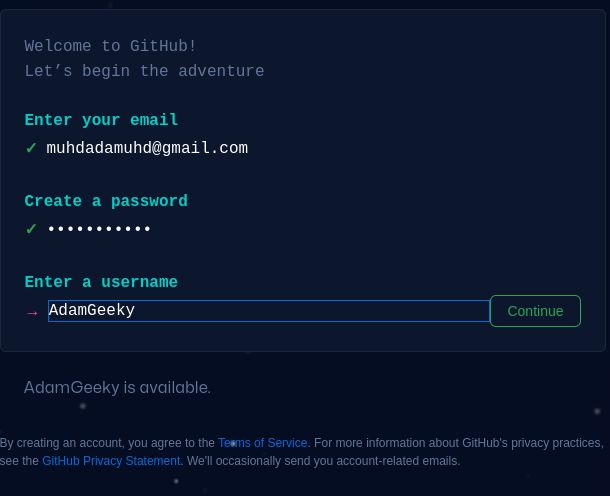 Welcome to GitHub!
Let’s begin the adventure
Enter your email
✓ muhdadamuhd@gmail.com
Create a password
✓ •••••••••••
Enter a username
→ AdamGeeky Continue
AdamGeeky is available.
By creating an account, you agree to the Terms of Service. For more information about GitHub's privacy practices,
see the GitHub Privacy Statement. We'll occasionally send you account-related emails.